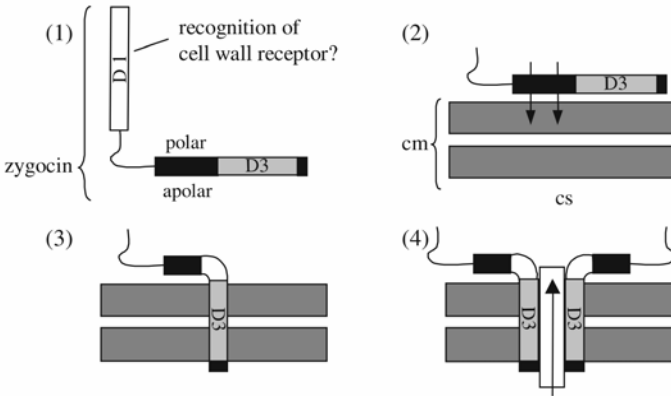 (1)
D1
recognition of
cell wall receptor?
zygocin
polar
D3
apolar
(2)
D3
cm
cs
(3)
D3
(4)
D3
D3